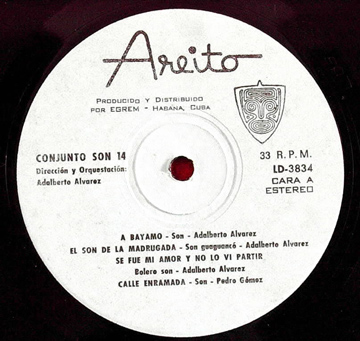 Areito
PRODUCIDO Y DISTRIBUIDO
POR EGREM - HABANA, CUBA
CONJUNTO SON 14
Dirección y Orquestación:
Adalberto Alvarez
33 R.P.M.
LD-3834
CARA A
ESTEREO
A BAYAMO - Son - Adalberto Alvarez
EL SON DE LA MADRUGADA - Son guaguancó - Adalberto Alvarez
SE FUE MI AMOR Y NO LO VI PARTIR
Bolero son - Adalberto Alvarez
CALLE ENRAMADA - Son - Pedro Gómez